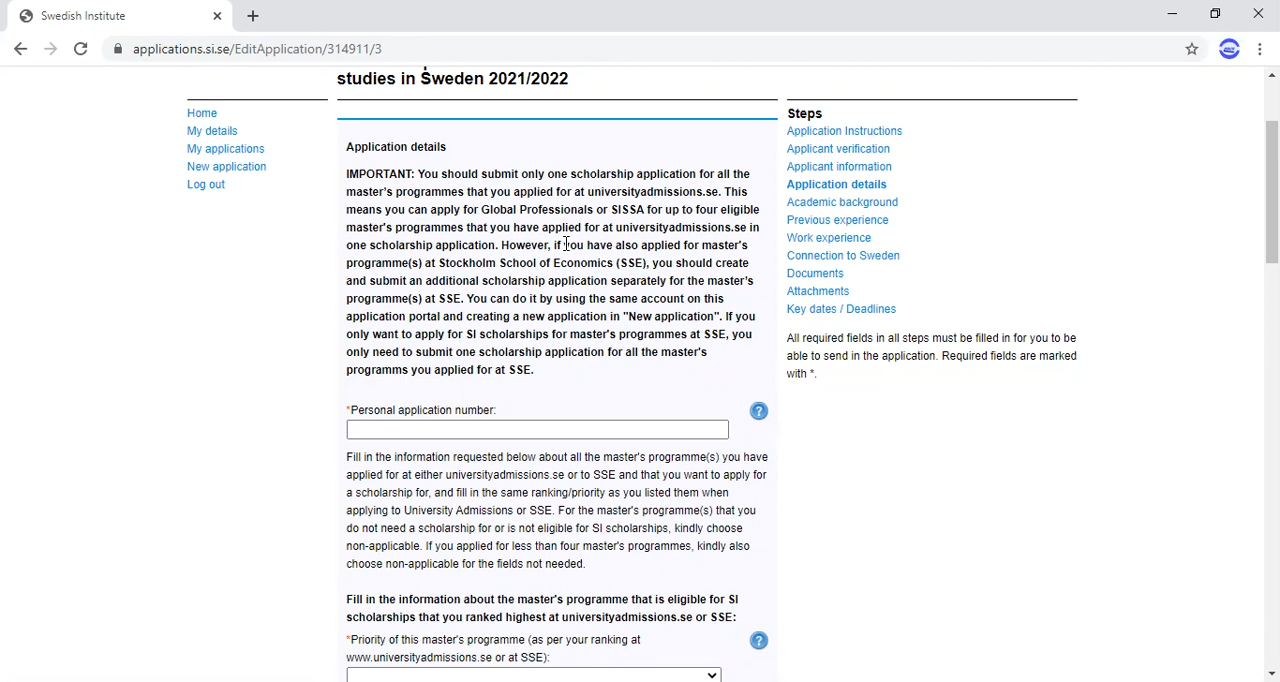 Swedish Institute
applications.si.se/EditApplication/314911/3
studies in Sweden 2021/2022
Home
My details
My applications
New application
Log out
Application details
IMPORTANT: You should submit only one scholarship application for all the
master's programmes that you applied for at universityadmissions.se. This
means you can apply for Global Professionals or SISSA for up to four eligible
master's programmes that you have applied for at universityadmissions.se in
one scholarship application. However, if you have also applied for master's
programme(s) at Stockholm School of Economics (SSE), you should create
and submit an additional scholarship application separately for the master's
programme(s) at SSE. You can do it by using the same account on this
application portal and creating a new application in "New application". If you
only want to apply for SI scholarships for master's programmes at SSE, you
only need to submit one scholarship application for all the master's
programms you applied for at SSE.
*Personal application number:
?
Fill in the information requested below about all the master's programme(s) you have
applied for at either universityadmissions.se or to SSE and that you want to apply for
a scholarship for, and fill in the same ranking/priority as you listed them when
applying to University Admissions or SSE. For the master's programme(s) that you
do not need a scholarship for or is not eligible for SI scholarships, kindly choose
non-applicable. If you applied for less than four master's programmes, kindly also
choose non-applicable for the fields not needed.
Fill in the information about the master's programme that is eligible for SI
scholarships that you ranked highest at universityadmissions.se or SSE:
*Priority of this master's programme (as per your ranking at
www.universityadmissions.se or at SSE):
?
Steps
Application Instructions
Applicant verification
Applicant information
Application details
Academic background
Previous experience
Work experience
Connection to Sweden
Documents
Attachments
Key dates / Deadlines
All required fields in all steps must be filled in for you to be
able to send in the application. Required fields are marked
with *.